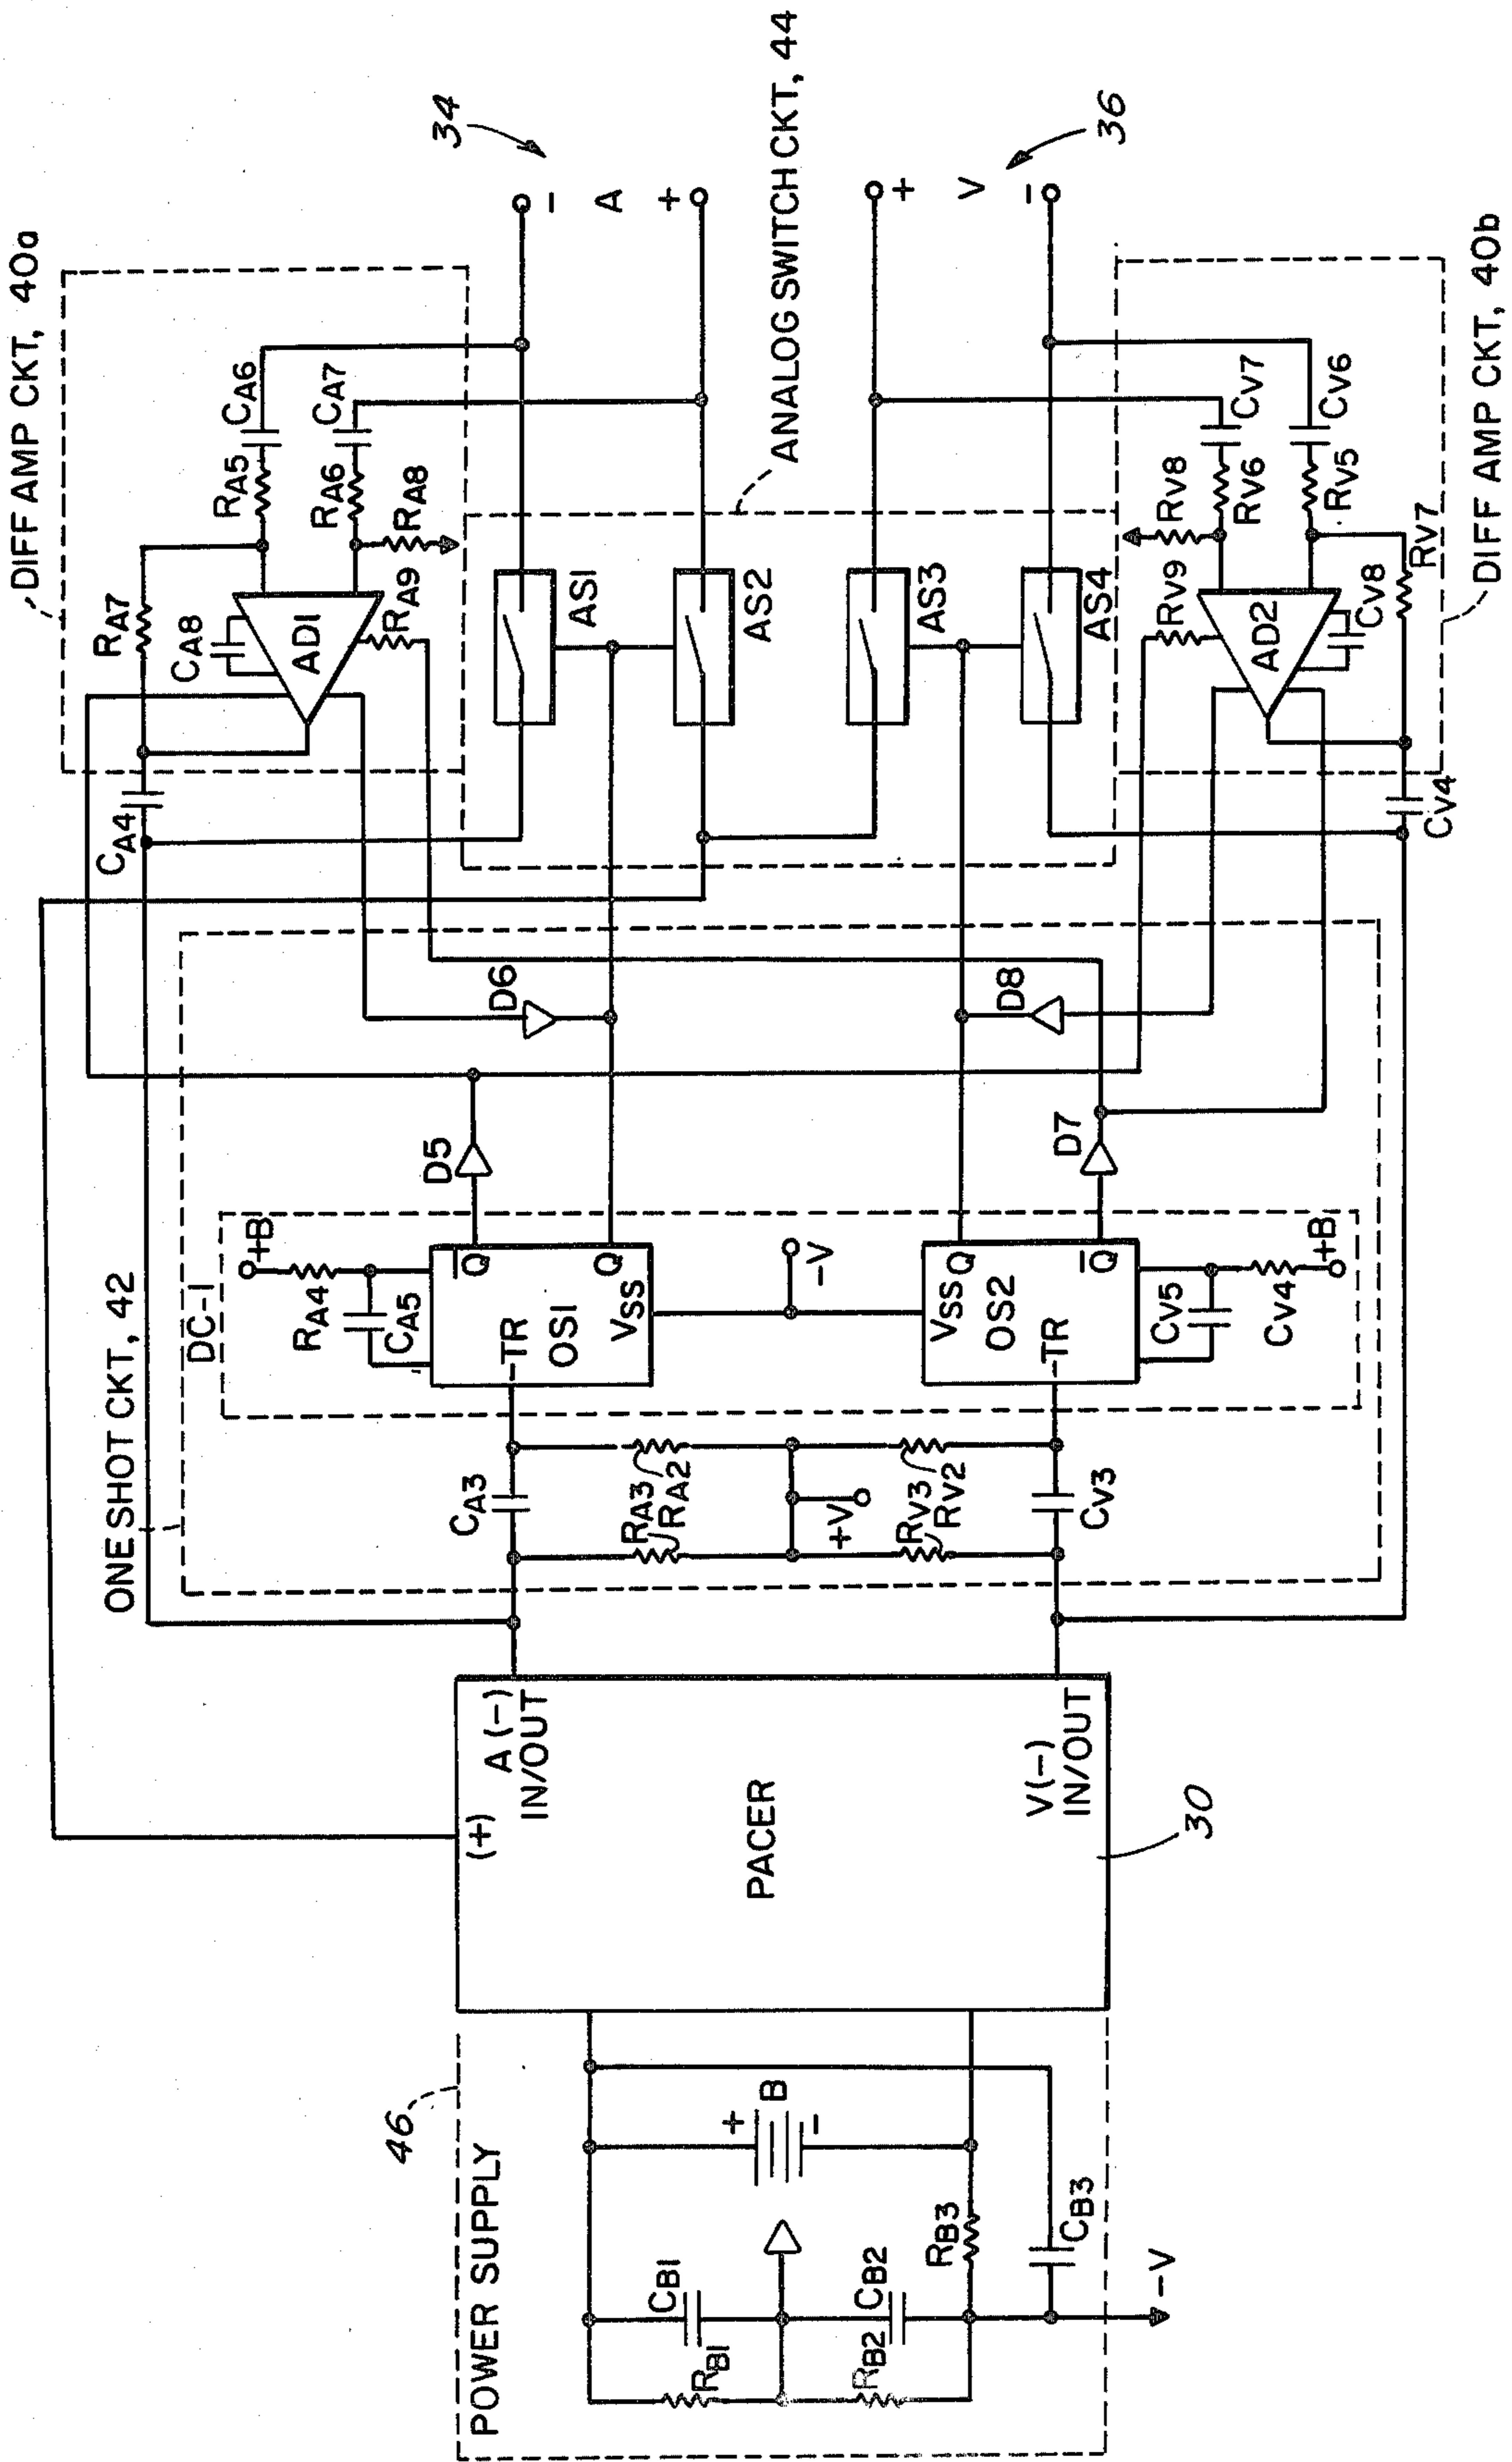 DIFF AMP CKT, 40a
34
ANALOG SWITCH CKT, 44
36
DIFF AMP CKT, 40b
RA7
CA8
AD1
RA5
CA6
RA6
CA7
RA8
RA9
CA4
AS1
AS2
AS3
AS4
−
A
+
+
V
−
RV9
RV8
AD2
RV6
CV7
RV5
CV6
CV8
RV7
CV4
ONE SHOT CKT, 42
DC-1
D5
D6
D7
D8
+B
RA4
CA5
Q
Q
-TR
OS1
VSS
-V
VSS
Q
OS2
-TR
Q
CV5
CV4
+B
CA3
RA3
RA2
+V
RV3
RV2
CV3
(+)
A (−)
IN/OUT
PACER
V(−)
IN/OUT
30
46
POWER SUPPLY
+
B
−
CB1
RB1
CB2
RB2
RB3
CB3
-V